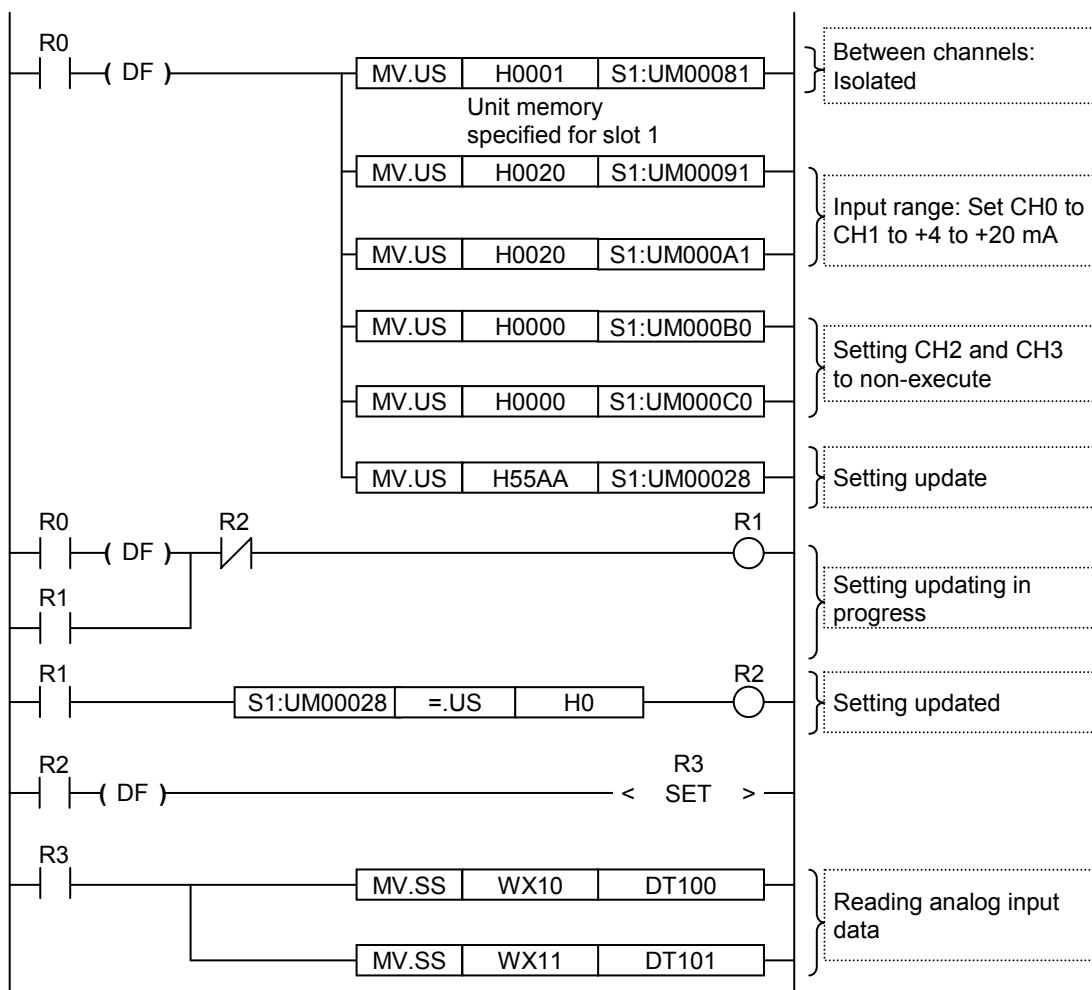 R0
( DF )
MV.US H0001 S1:UM00081
Between channels:
Isolated
Unit memory
specified for slot 1
MV.US H0020 S1:UM00091
MV.US H0020 S1:UM000A1
Input range: Set CH0 to
CH1 to +4 to +20 mA
MV.US H0000 S1:UM000B0
MV.US H0000 S1:UM000C0
Setting CH2 and CH3
to non-execute
MV.US H55AA S1:UM00028
Setting update
R0 R2 R1
( DF )
R1
Setting updating in
progress
R1 R2
S1:UM00028 =.US H0
Setting updated
R2 R3
( DF ) < SET >
R3
MV.SS WX10 DT100
MV.SS WX11 DT101
Reading analog input
data